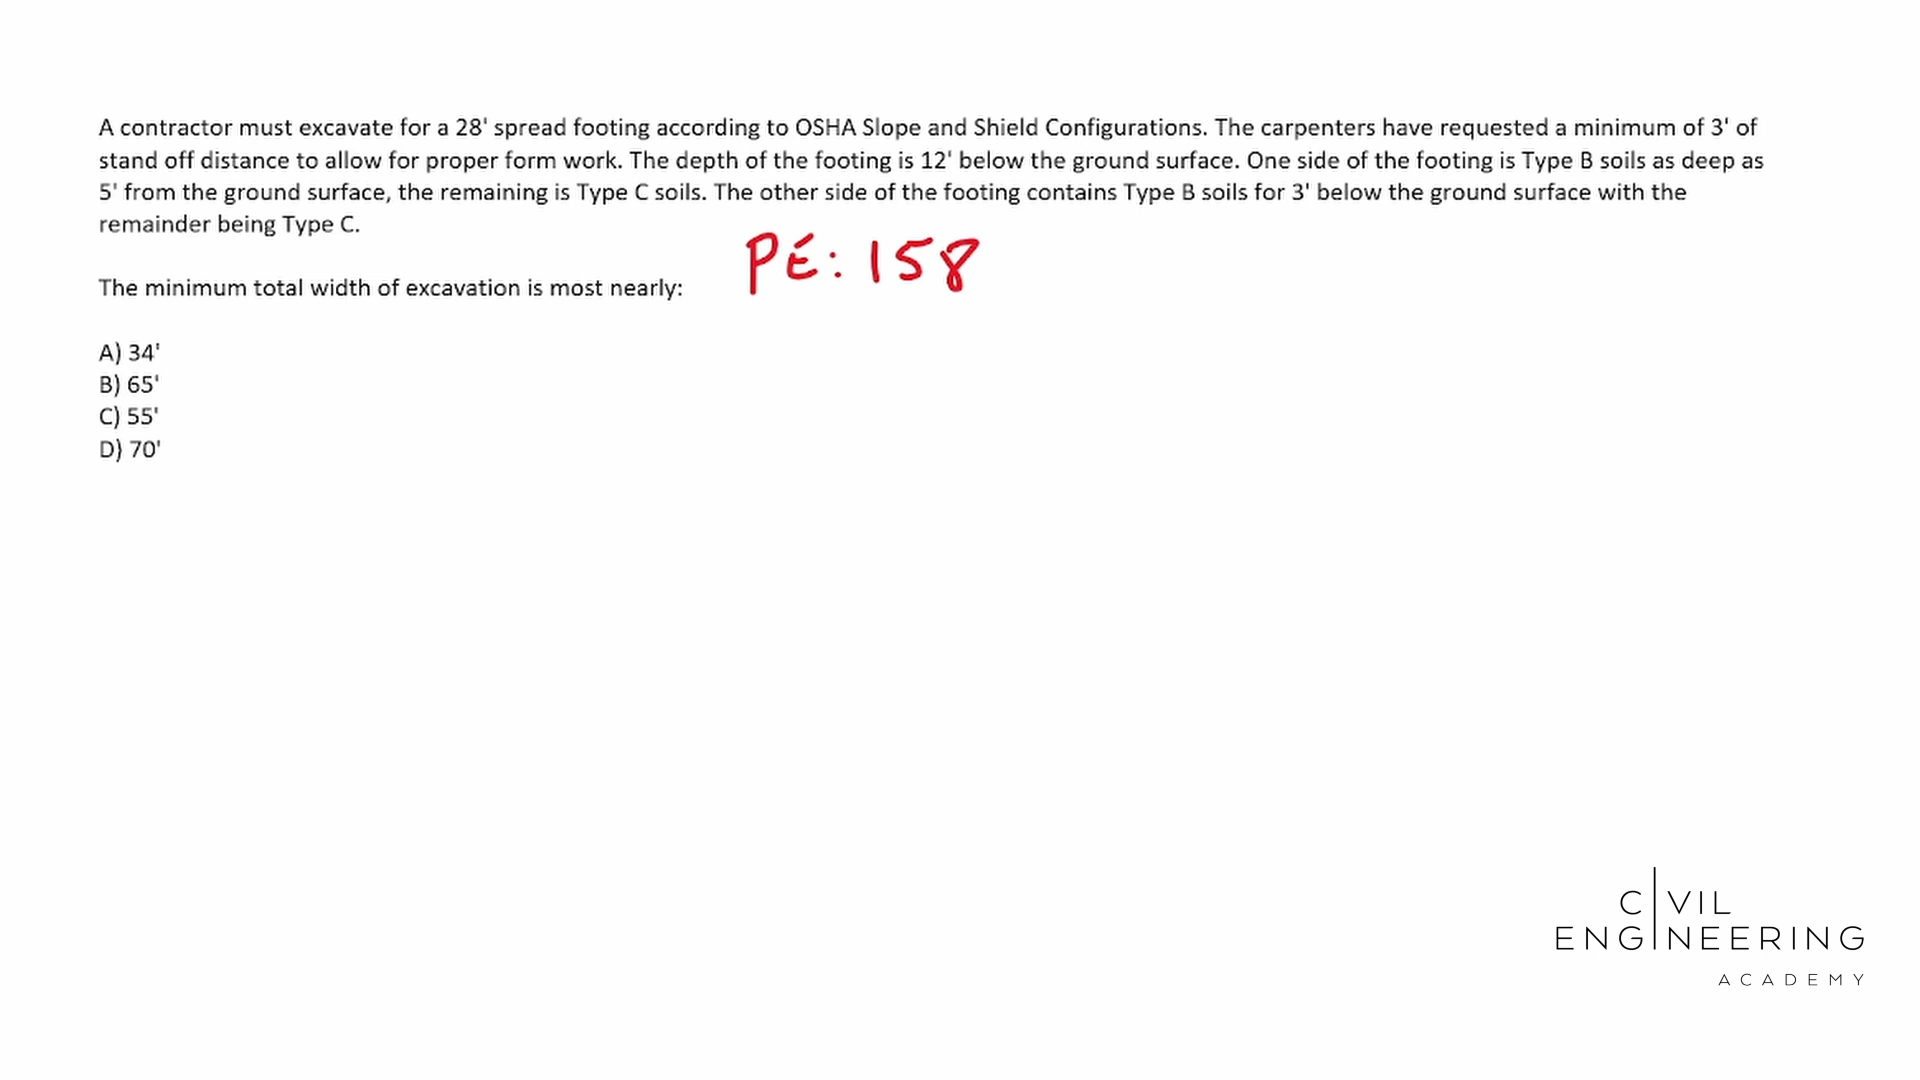 A contractor must excavate for a 28' spread footing according to OSHA Slope and Shield Configurations. The carpenters have requested a minimum of 3' of
stand off distance to allow for proper form work. The depth of the footing is 12' below the ground surface. One side of the footing is Type B soils as deep as
5' from the ground surface, the remaining is Type C soils. The other side of the footing contains Type B soils for 3' below the ground surface with the
remainder being Type C.
PE: 158
The minimum total width of excavation is most nearly:
A) 34'
B) 65'
C) 55'
D) 70'
CIVIL
ENGINEERING
ACADEMY